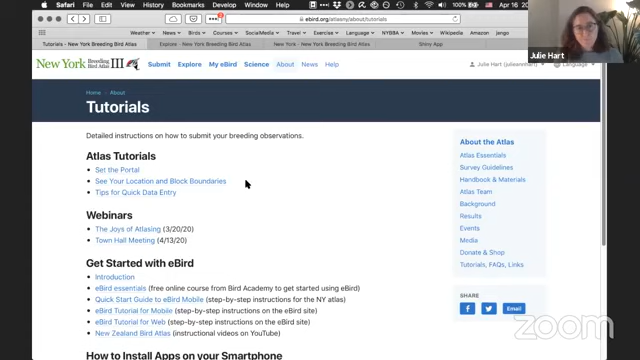 Safari File Edit View History Bookmarks Develop Window Help
100% Apr 16
ebird.org/atlasny/about/tutorials
Weather Birds Courses SocialMedia Travel Exercise Language NYBBA Weekend Music Amazon
Tutorials - New York Breeding Bird Atlas
Explore - New York Breeding Bird Atlas
New York - New York Breeding Bird Atlas
Shiny App
New York Breeding Bird Atlas III
Submit Explore My eBird Science About News Help
Julie Hart (julieannhart)
Language
Julie Hart
Home About
Tutorials
Detailed instructions on how to submit your breeding observations.
Atlas Tutorials
Set the Portal
See Your Location and Block Boundaries
Tips for Quick Data Entry
Webinars
The Joys of Atlasing (3/20/20)
Town Hall Meeting (4/13/20)
Get Started with eBird
Introduction
eBird essentials (free online course from Bird Academy to get started using eBird)
Quick Start Guide to eBird Mobile (step-by-step instructions for the NY atlas)
eBird Tutorial for Mobile (step-by-step instructions on the eBird site)
eBird Tutorial for Web (step-by-step instructions on the eBird site)
New Zealand Bird Atlas (instructional videos on YouTube)
How to Install Apps on your Smartphone
About the Atlas
Atlas Essentials
Survey Guidelines
Handbook & Materials
Atlas Team
Background
Results
Events
Media
Donate & Shop
Tutorials, FAQs, Links
SHARE
Email
zoom